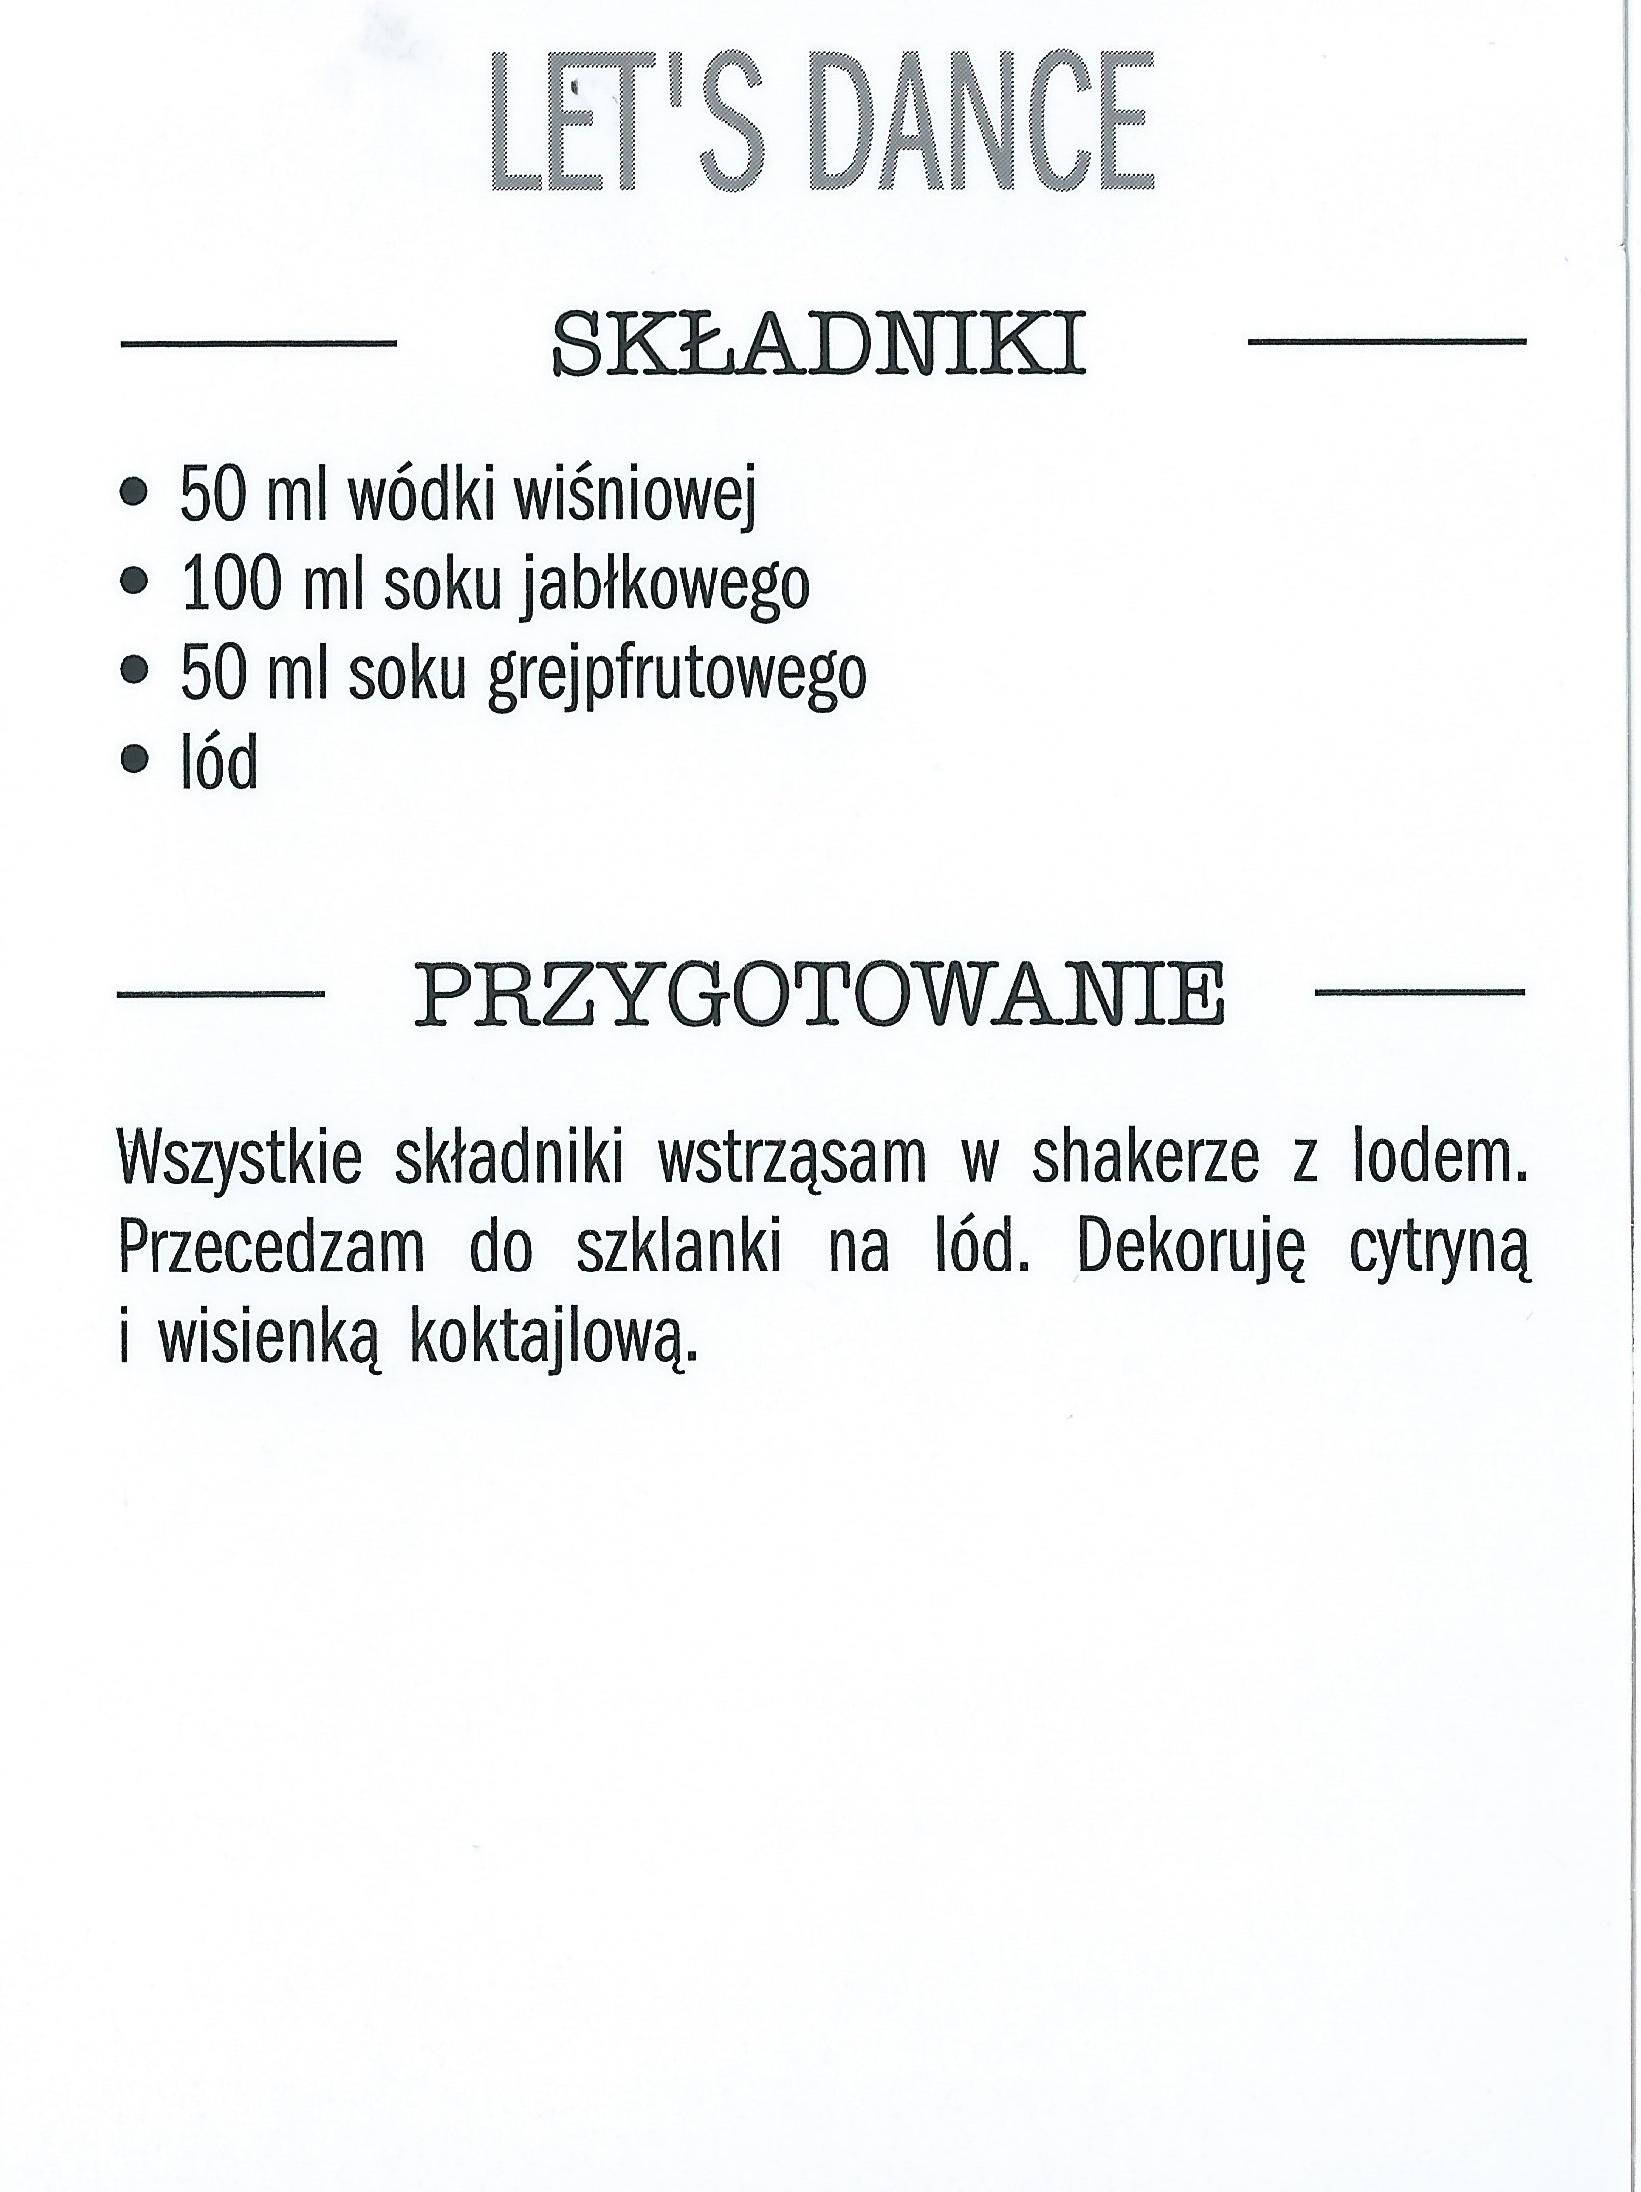 LET'S DANCE
SKŁADNIKI
• 50 ml wódki wiśniowej
• 100 ml soku jabłkowego
• 50 ml soku grejpfrutowego
• lód
PRZYGOTOWANIE
Wszystkie składniki wstrząsam w shakerze z lodem.
Przecedzam do szklanki na lód. Dekoruję cytryną
i wisienką koktajlową.